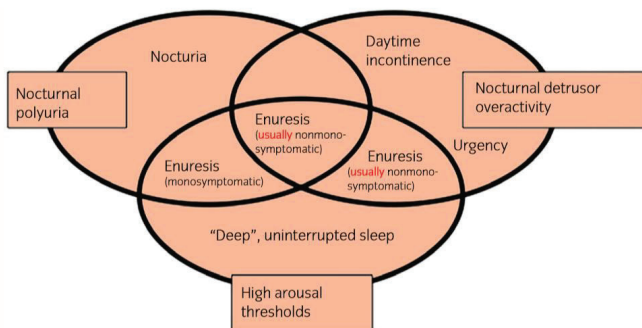 Nocturia
Daytime
incontinence
Nocturnal
polyuria
Nocturnal detrusor
overactivity
Enuresis
(usually nonmono-
symptomatic)
Urgency
Enuresis
(monosymptomatic)
Enuresis
(usually nonmono-
symptomatic)
“Deep”, uninterrupted sleep
High arousal
thresholds